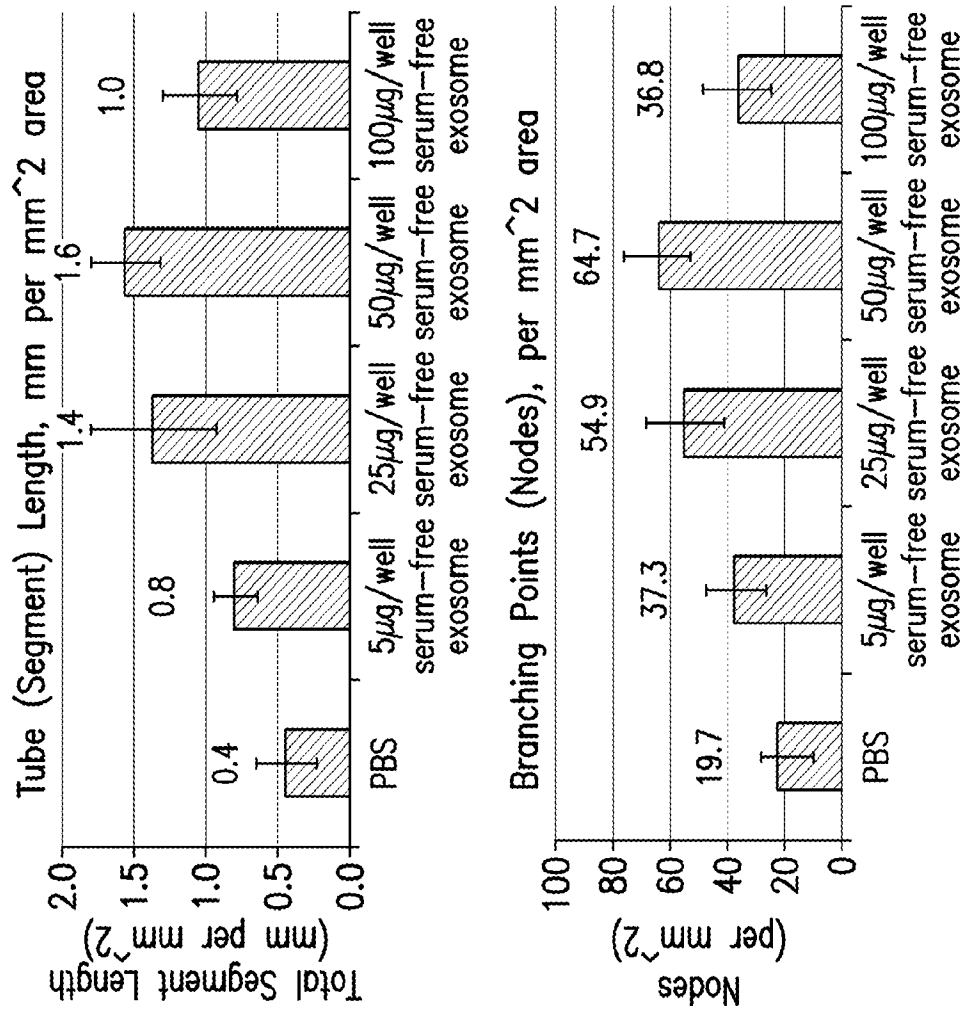 Tube (Segment) Length, mm per mm^2 area
Total Segment Length
(mm per mm^2)
2.0
1.5
1.0
0.5
0.0
0.4
0.8
1.4
1.6
1.0
PBS
5μg/well
serum-free
exosome
25μg/well
serum-free
exosome
50μg/well
serum-free
exosome
100μg/well
serum-free
exosome
Branching Points (Nodes), per mm^2 area
Nodes
(per mm^2)
100
80
60
40
20
0
19.7
37.3
54.9
64.7
36.8
PBS
5μg/well
serum-free
exosome
25μg/well
serum-free
exosome
50μg/well
serum-free
exosome
100μg/well
serum-free
exosome